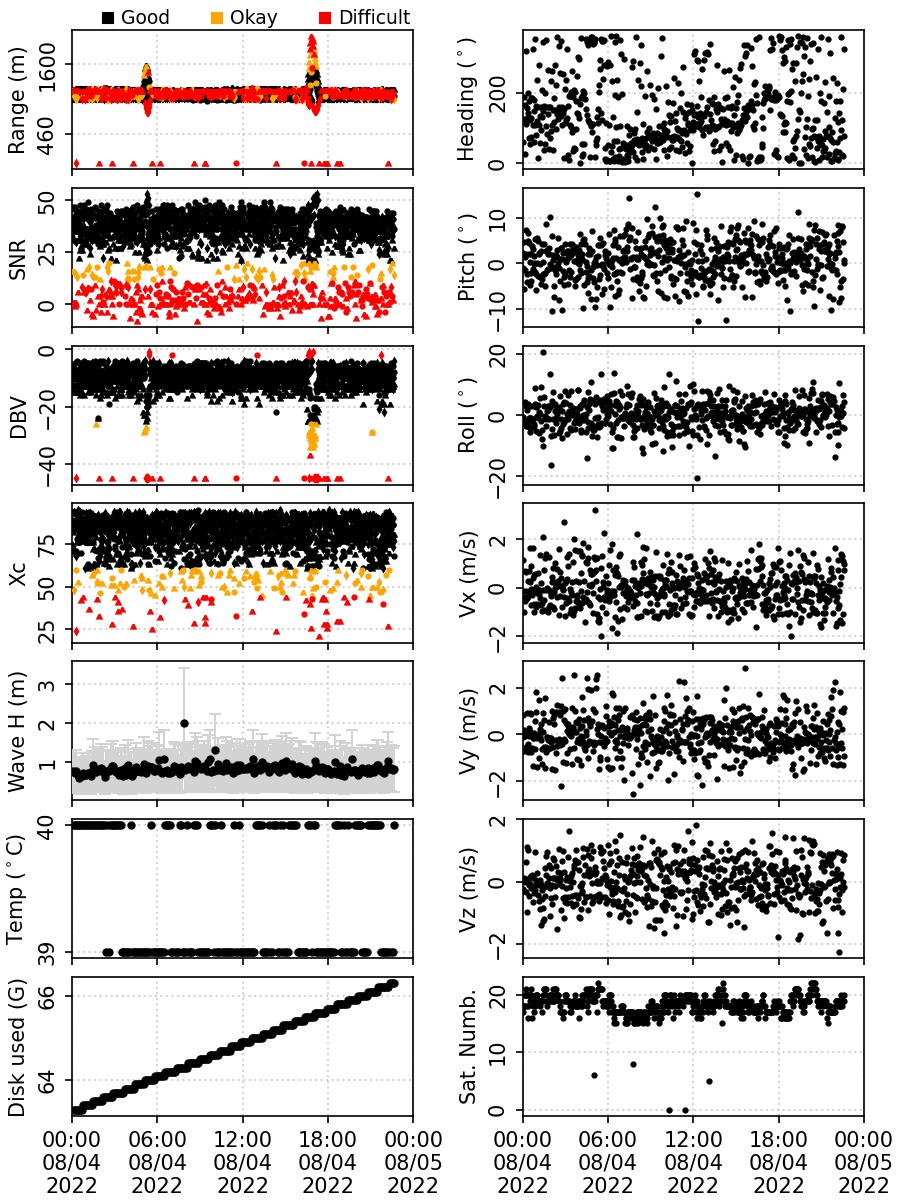 Good Okay Difficult
Range (m)
1600
460
Heading (°)
200
0
SNR
50
25
0
Pitch (°)
10
0
−10
DBV
0
−20
−40
Roll (°)
20
0
−20
Xc
75
50
25
Vx (m/s)
2
0
−2
Wave H (m)
3
2
1
Vy (m/s)
2
0
−2
Temp (°C)
40
39
Vz (m/s)
2
0
−2
Disk used (G)
66
64
Sat. Numb.
20
10
0
00:00 06:00 12:00 18:00 00:00
08/04 08/04 08/04 08/04 08/05
2022 2022 2022 2022 2022
00:00 06:00 12:00 18:00 00:00
08/04 08/04 08/04 08/04 08/05
2022 2022 2022 2022 2022